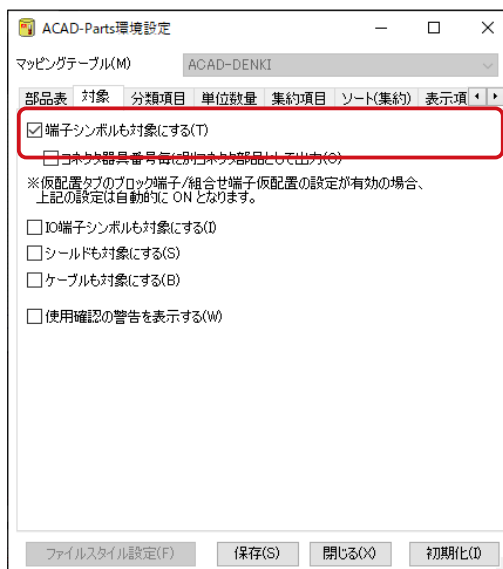 ACAD-Parts環境設定
マッピングテーブル(M) ACAD-DENKI
部品表 対象 分類項目 単位数量 集約項目 ソート(集約) 表示項
端子シンボルも対象にする(T)
コネクタ器具番号毎に別コネクタ部品として出力(O)
※仮配置タブのブロック端子/組合せ端子仮配置の設定が有効の場合、
上記の設定は自動的に ON となります。
IO端子シンボルも対象にする(I)
シールドも対象にする(S)
ケーブルも対象にする(B)
使用確認の警告を表示する(W)
ファイルスタイル設定(F) 保存(S) 閉じる(X) 初期化(I)